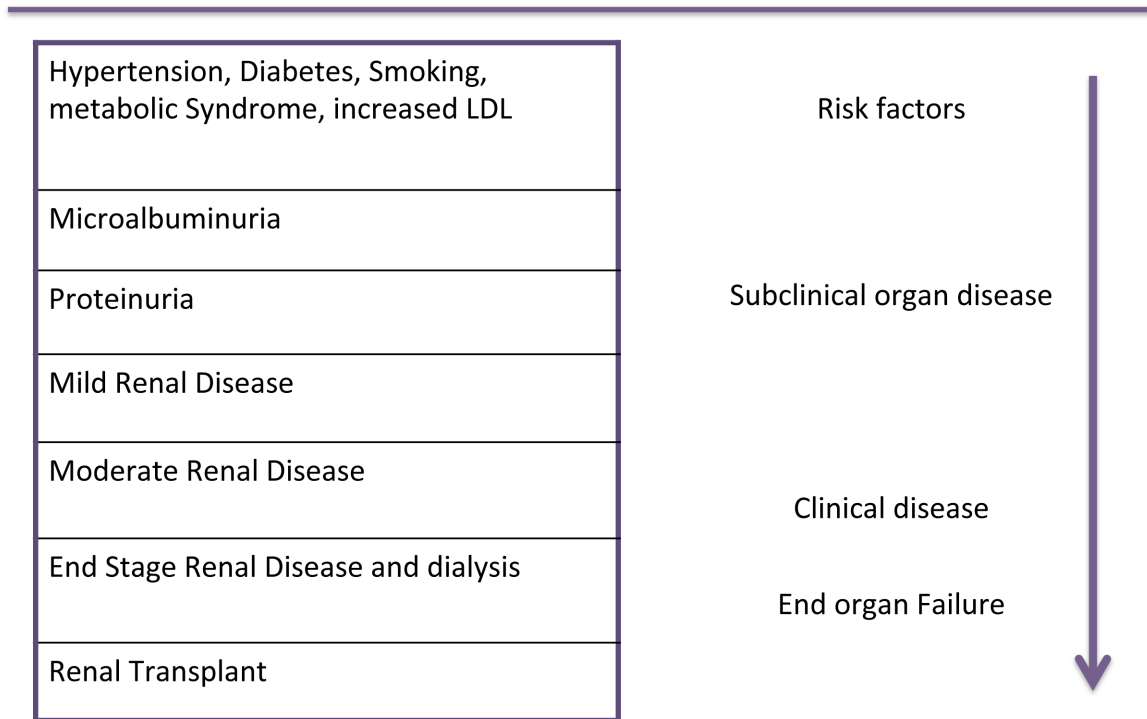 Hypertension, Diabetes, Smoking,
metabolic Syndrome, increased LDL
Risk factors
Microalbuminuria
Proteinuria
Subclinical organ disease
Mild Renal Disease
Moderate Renal Disease
Clinical disease
End Stage Renal Disease and dialysis
End organ Failure
Renal Transplant